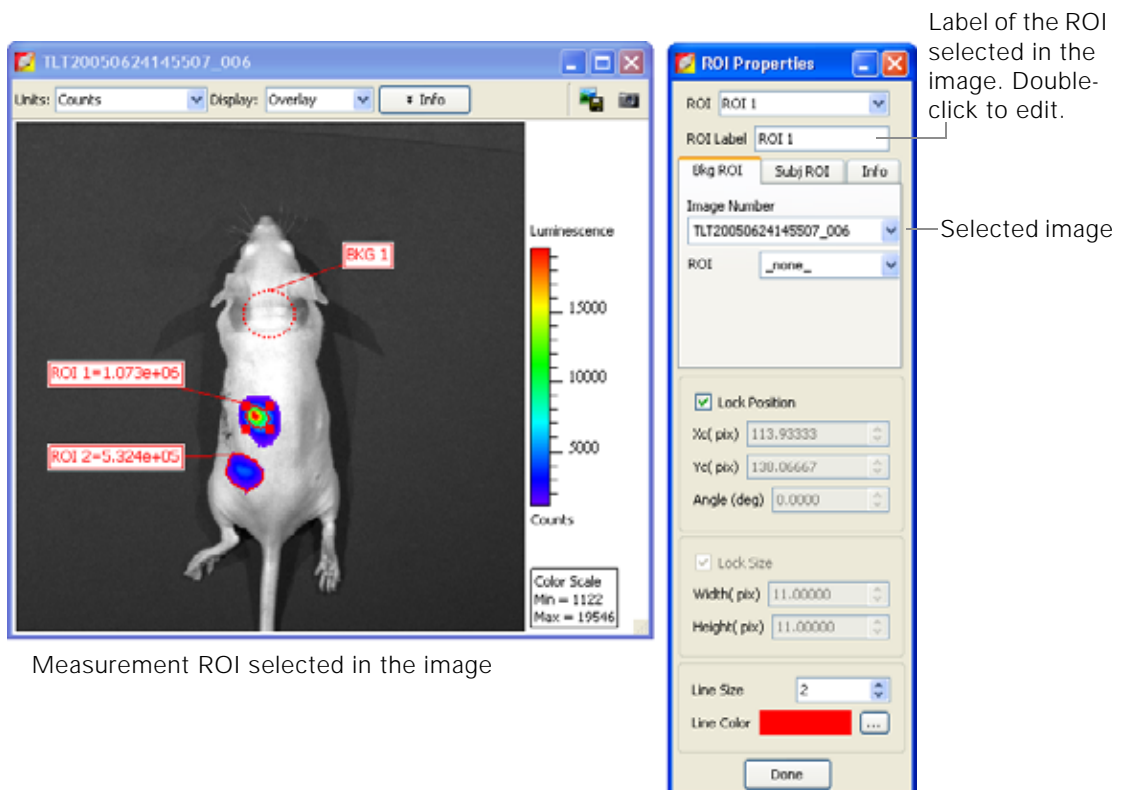 Label of the ROI
selected in the
image. Double-
click to edit.
TLT20050624145507_006
Units: Counts Display: Overlay Info
BKG 1
ROI 1=1.073e+06
ROI 2=5.324e+05
Luminescence
15000
10000
5000
Counts
Color Scale
Min = 1122
Max = 19546
Measurement ROI selected in the image
ROI Properties
ROI ROI 1
ROI Label ROI 1
Bkg ROI Subj ROI Info
Image Number
TLT20050624145507_006
Selected image
ROI _none_
Lock Position
Xc( pix) 113.93333
Yc( pix) 138.06667
Angle (deg) 0.0000
Lock Size
Width( pix) 11.00000
Height( pix) 11.00000
Line Size 2
Line Color ...
Done